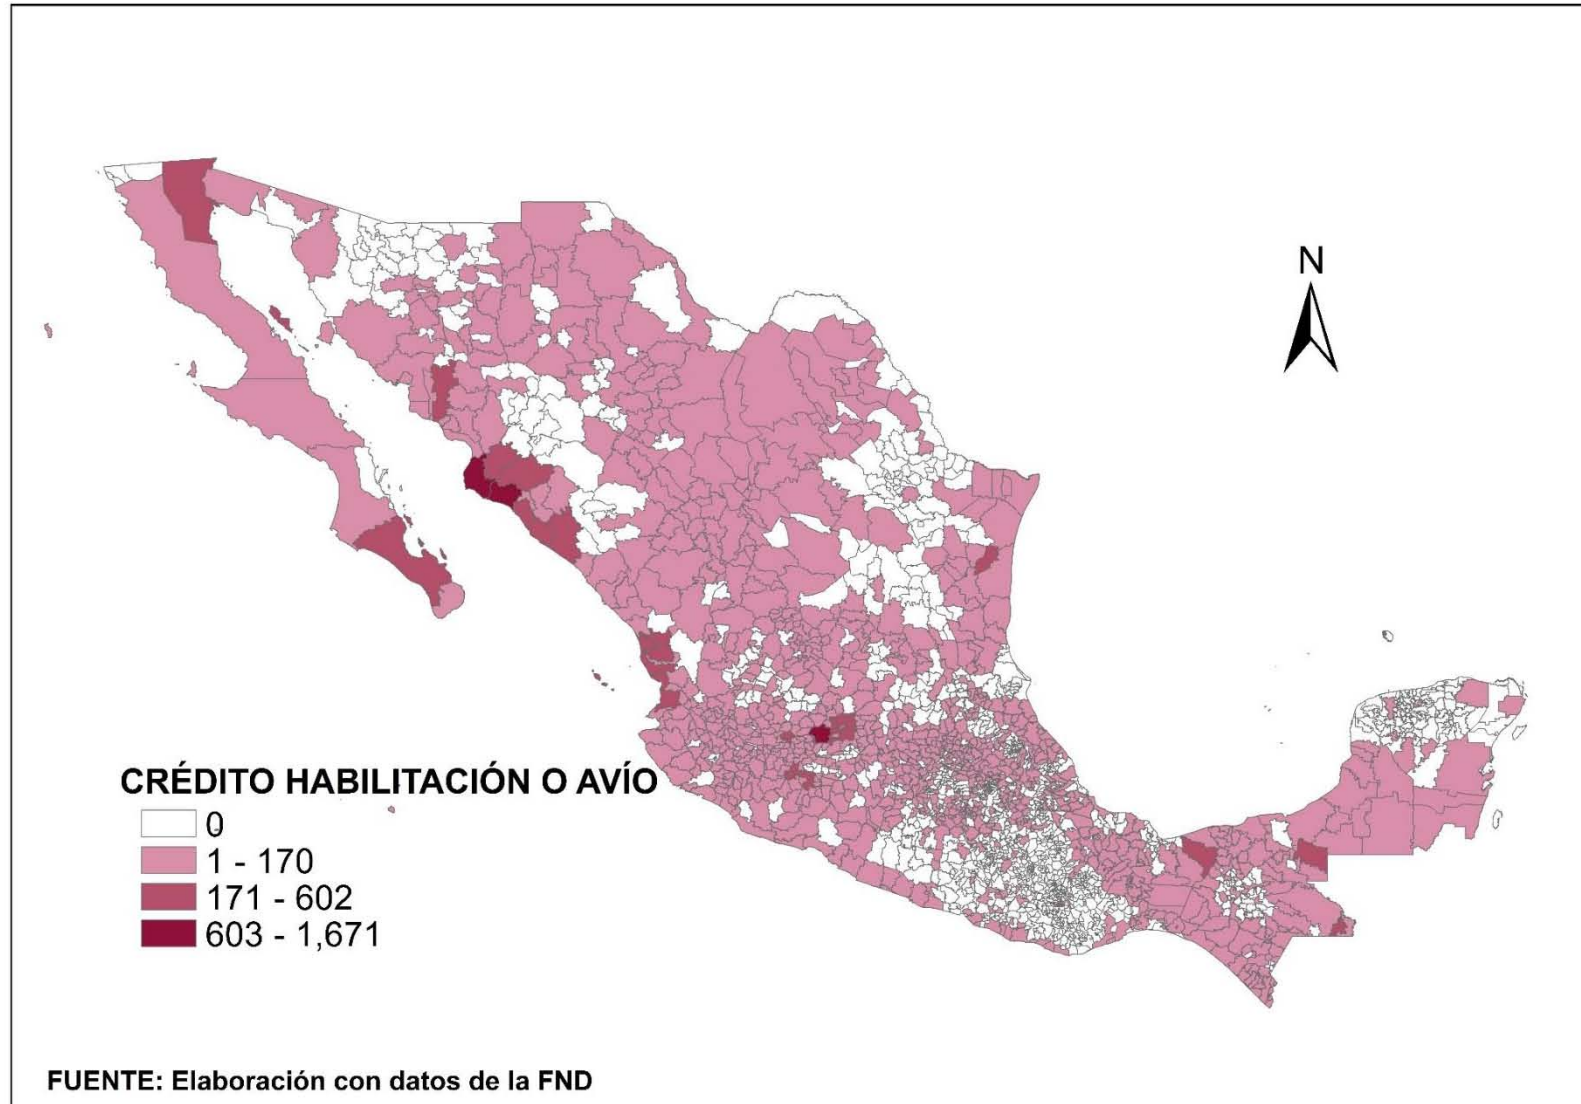 N
CRÉDITO HABILITACIÓN O AVÍO
0
1 - 170
171 - 602
603 - 1,671
FUENTE: Elaboración con datos de la FND